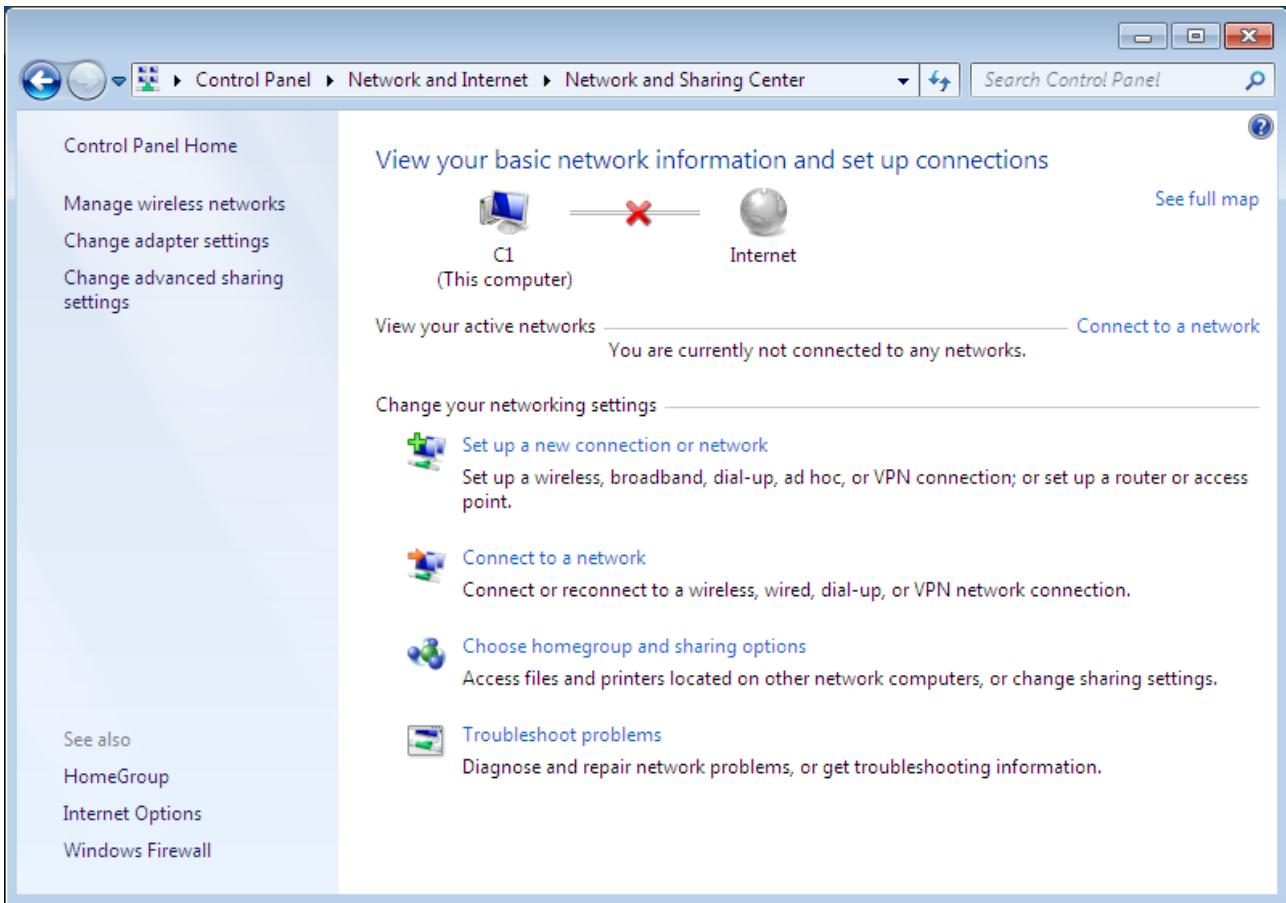 Control Panel ▸ Network and Internet ▸ Network and Sharing Center
Search Control Panel
Control Panel Home
Manage wireless networks
Change adapter settings
Change advanced sharing
settings
See also
HomeGroup
Internet Options
Windows Firewall
View your basic network information and set up connections
See full map
C1
(This computer)
Internet
View your active networks
Connect to a network
You are currently not connected to any networks.
Change your networking settings
Set up a new connection or network
Set up a wireless, broadband, dial-up, ad hoc, or VPN connection; or set up a router or access
point.
Connect to a network
Connect or reconnect to a wireless, wired, dial-up, or VPN network connection.
Choose homegroup and sharing options
Access files and printers located on other network computers, or change sharing settings.
Troubleshoot problems
Diagnose and repair network problems, or get troubleshooting information.